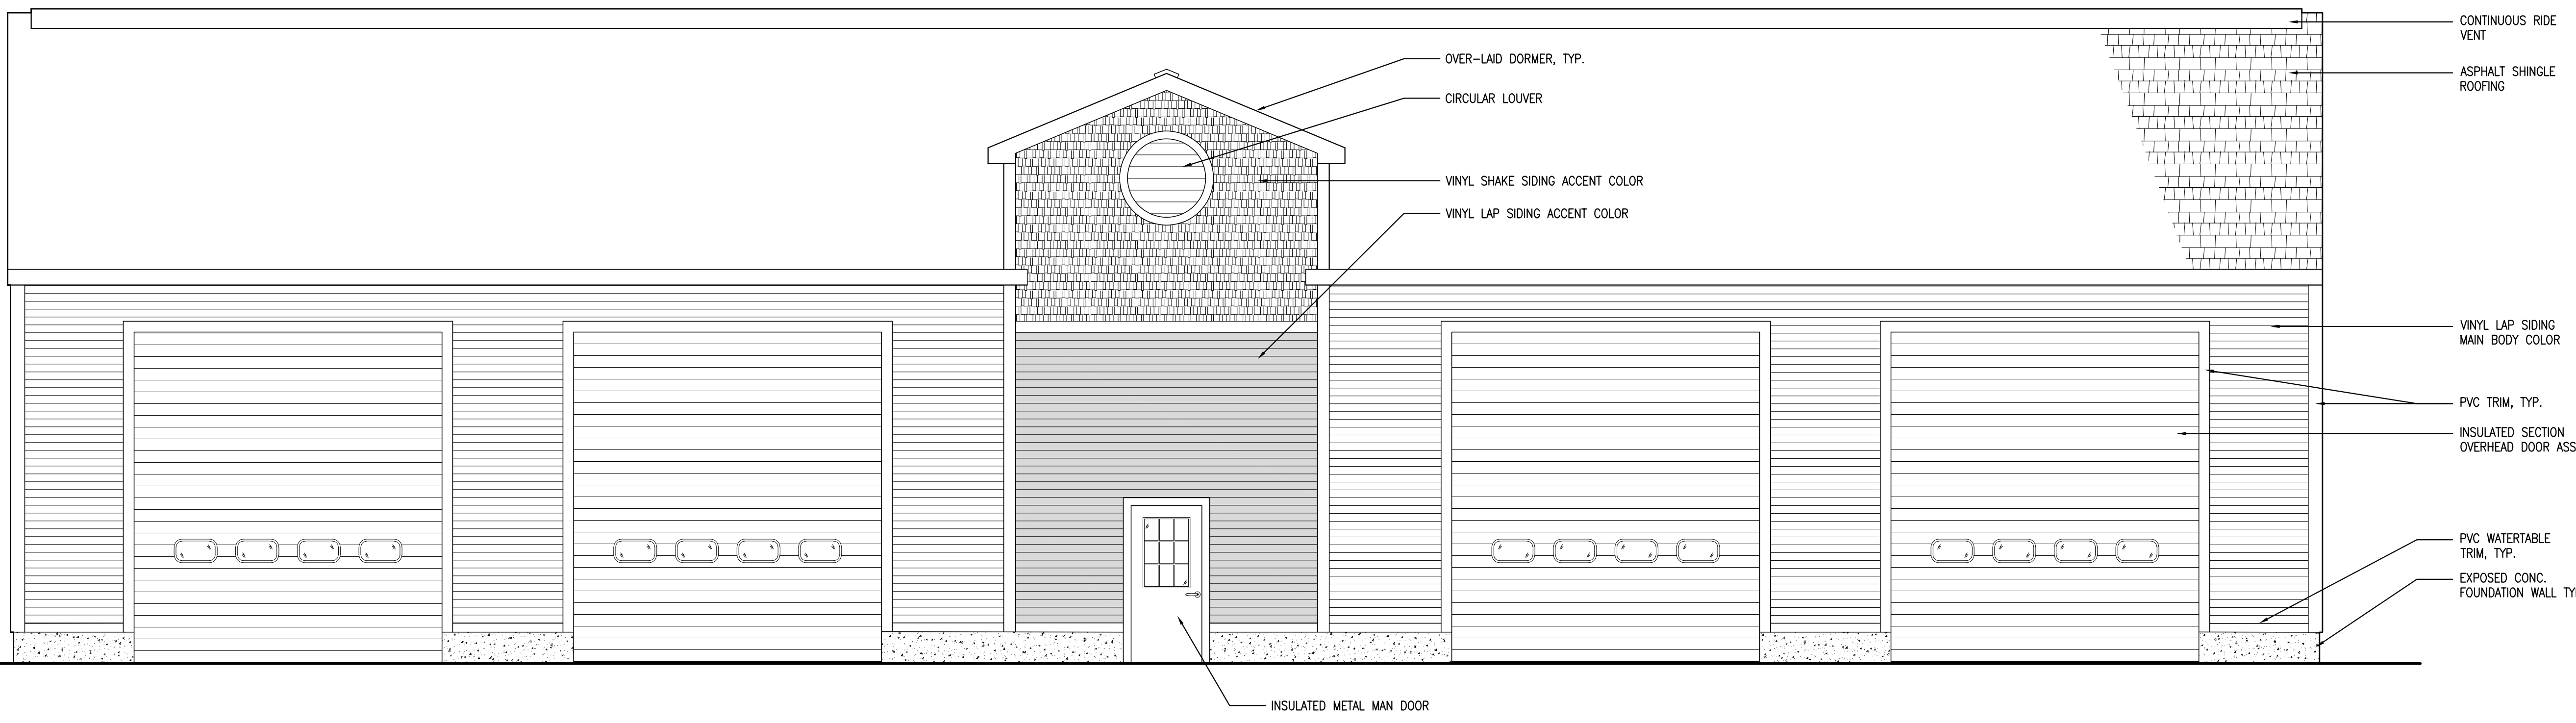 CONTINUOUS RIDE
VENT
OVER-LAID DORMER, TYP.
ASPHALT SHINGLE
ROOFING
CIRCULAR LOUVER
VINYL SHAKE SIDING ACCENT COLOR
VINYL LAP SIDING ACCENT COLOR
VINYL LAP SIDING
MAIN BODY COLOR
PVC TRIM, TYP.
INSULATED SECTION
OVERHEAD DOOR ASS
PVC WATERTABLE
TRIM, TYP.
EXPOSED CONC.
FOUNDATION WALL TY
INSULATED METAL MAN DOOR